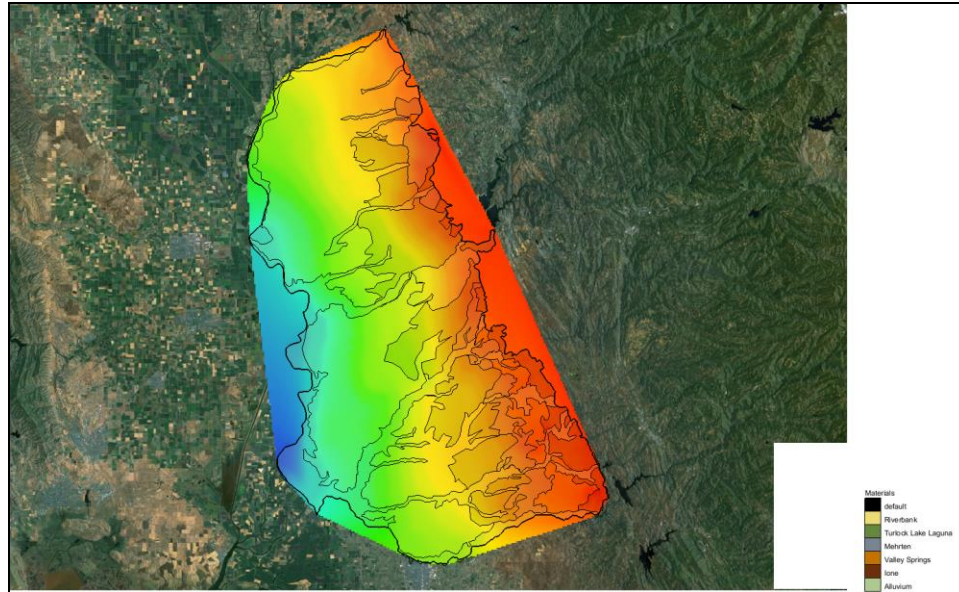 Materials
default
Riverbank
Turlock Lake Laguna
Mehrten
Valley Springs
Ione
Alluvium